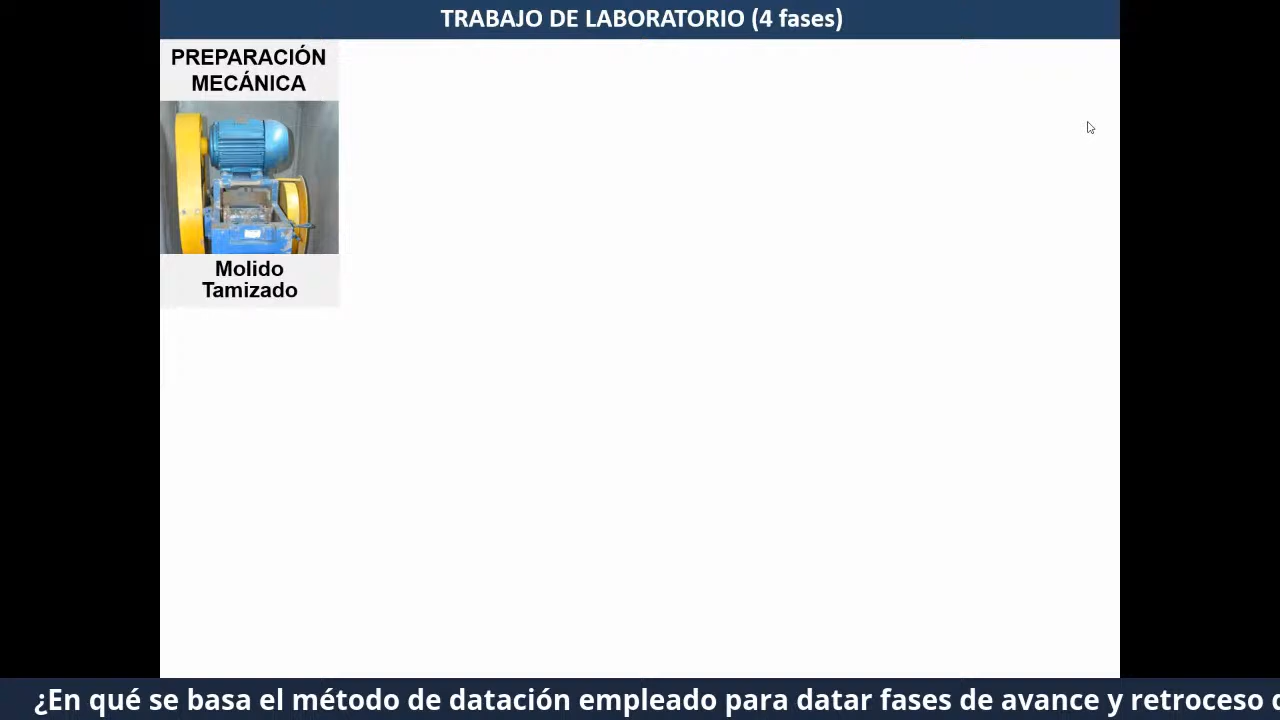 TRABAJO DE LABORATORIO (4 fases)
PREPARACIÓN
MECÁNICA
Molido
Tamizado
¿En qué se basa el método de datación empleado para datar fases de avance y retroceso